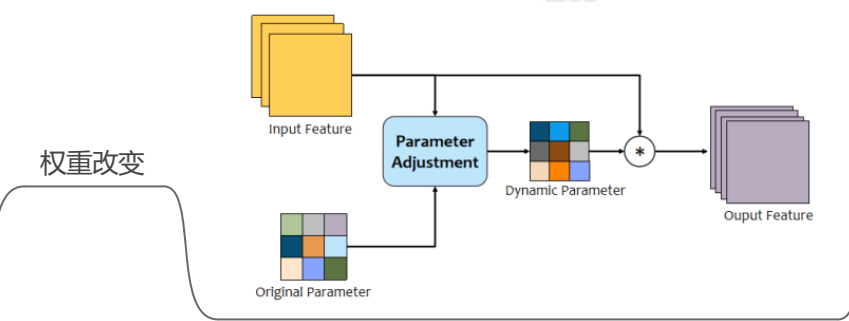 权重改变
Input Feature
Parameter
Adjustment
*
Dynamic Parameter
Ouput Feature
Original Parameter